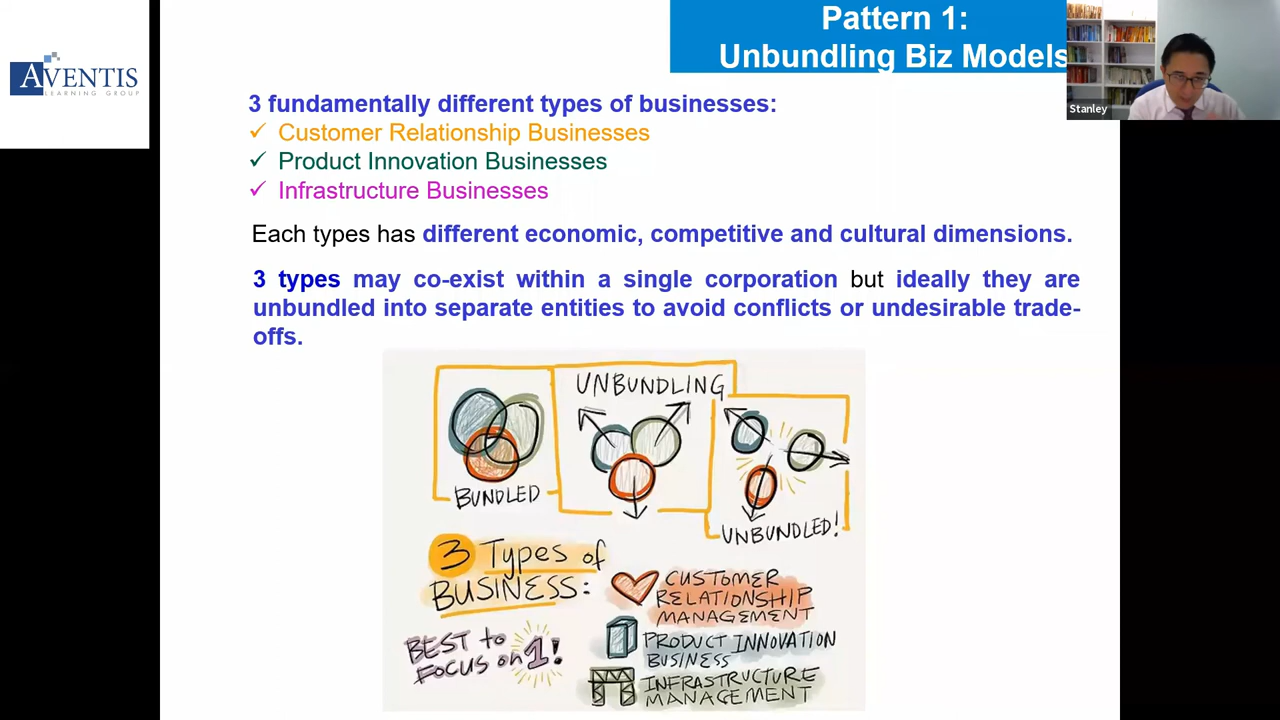 AVENTIS
LEARNING GROUP
Pattern 1:
Unbundling Biz Models
Stanley
3 fundamentally different types of businesses:
✓ Customer Relationship Businesses
✓ Product Innovation Businesses
✓ Infrastructure Businesses
Each types has different economic, competitive and cultural dimensions.
3 types may co-exist within a single corporation but ideally they are
unbundled into separate entities to avoid conflicts or undesirable trade-
offs.
UNBUNDLING
BUNDLED
UNBUNDLED!
3 Types of
BUSINESS:
CUSTOMER
RELATIONSHIP
MANAGEMENT
BEST to
FOCUS on 1!
PRODUCT INNOVATION
BUSINESS
INFRASTRUCTURE
MANAGEMENT